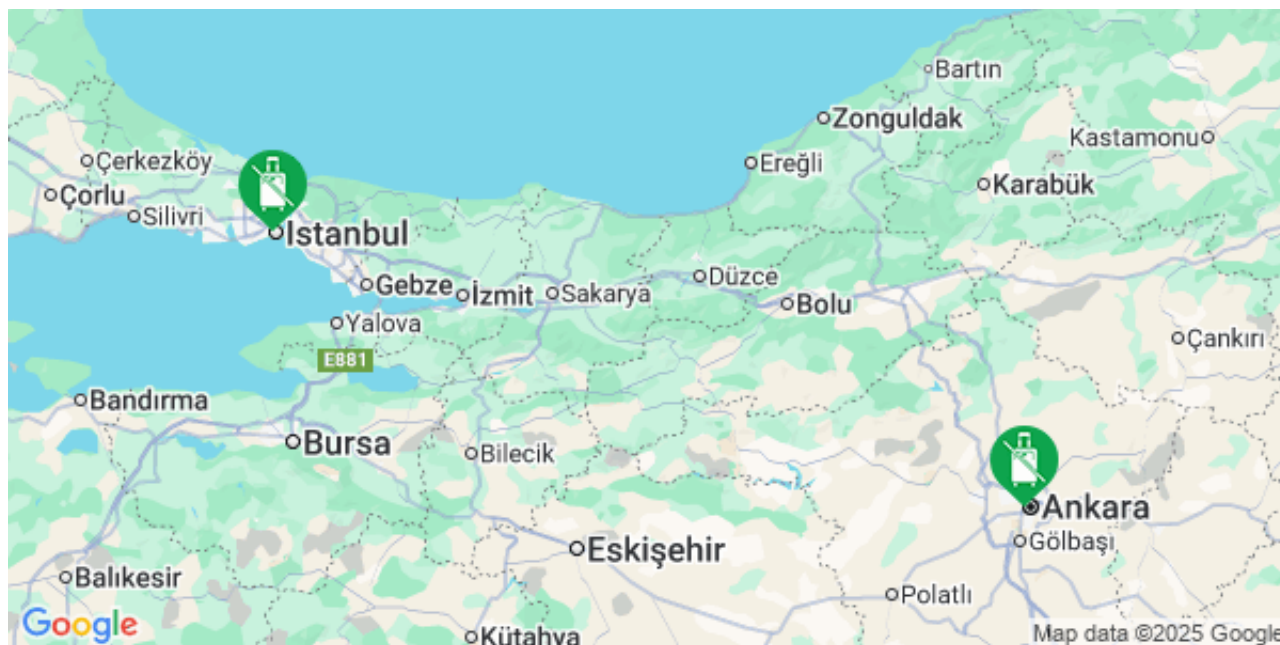 Bartın
Zonguldak
Kastamonu
Çerkezköy
Ereğli
Karabük
Çorlu
Silivri
Istanbul
Gebze
İzmit
Sakarya
Düzce
Bolu
Yalova
Çankırı
E881
Bandırma
Bursa
Bilecik
Ankara
Gölbaşı
Eskişehir
Balıkesir
Polatlı
Google
Kütahya
Map data ©2025 Google